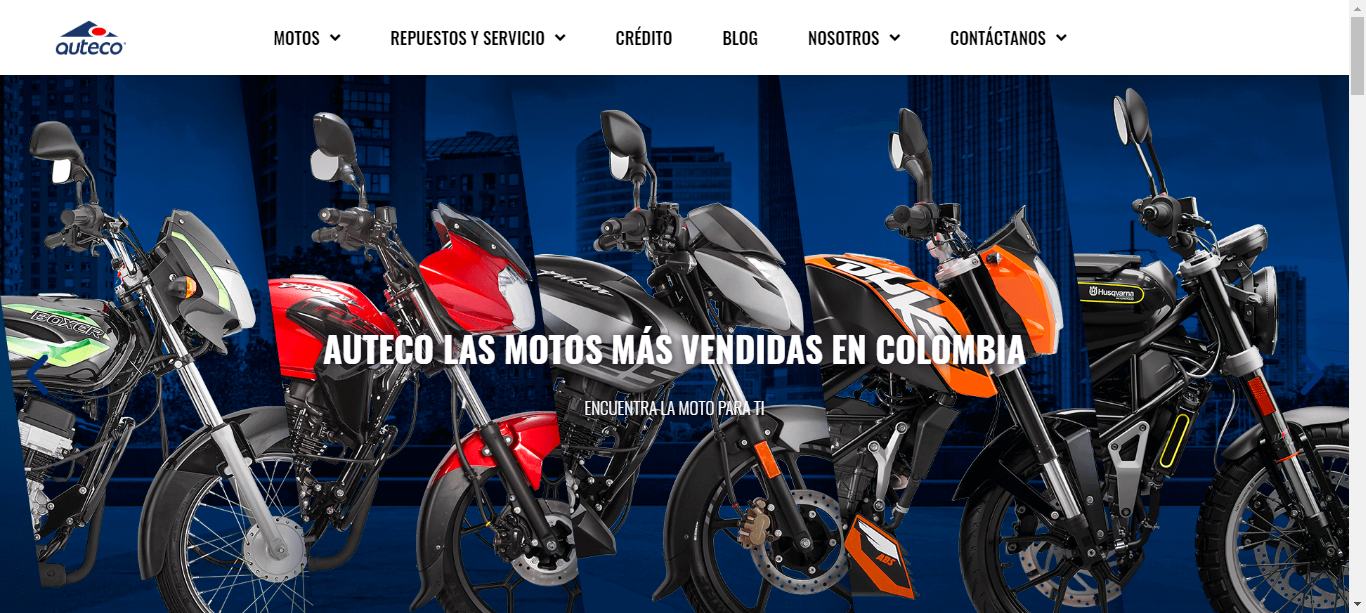 auteco
MOTOS
REPUESTOS Y SERVICIO
CRÉDITO
BLOG
NOSOTROS
CONTÁCTANOS
BOXER
pulsar
DUKE
Husqvarna
AUTECO LAS MOTOS MÁS VENDIDAS EN COLOMBIA
ENCUENTRA LA MOTO PARA TI
ABS